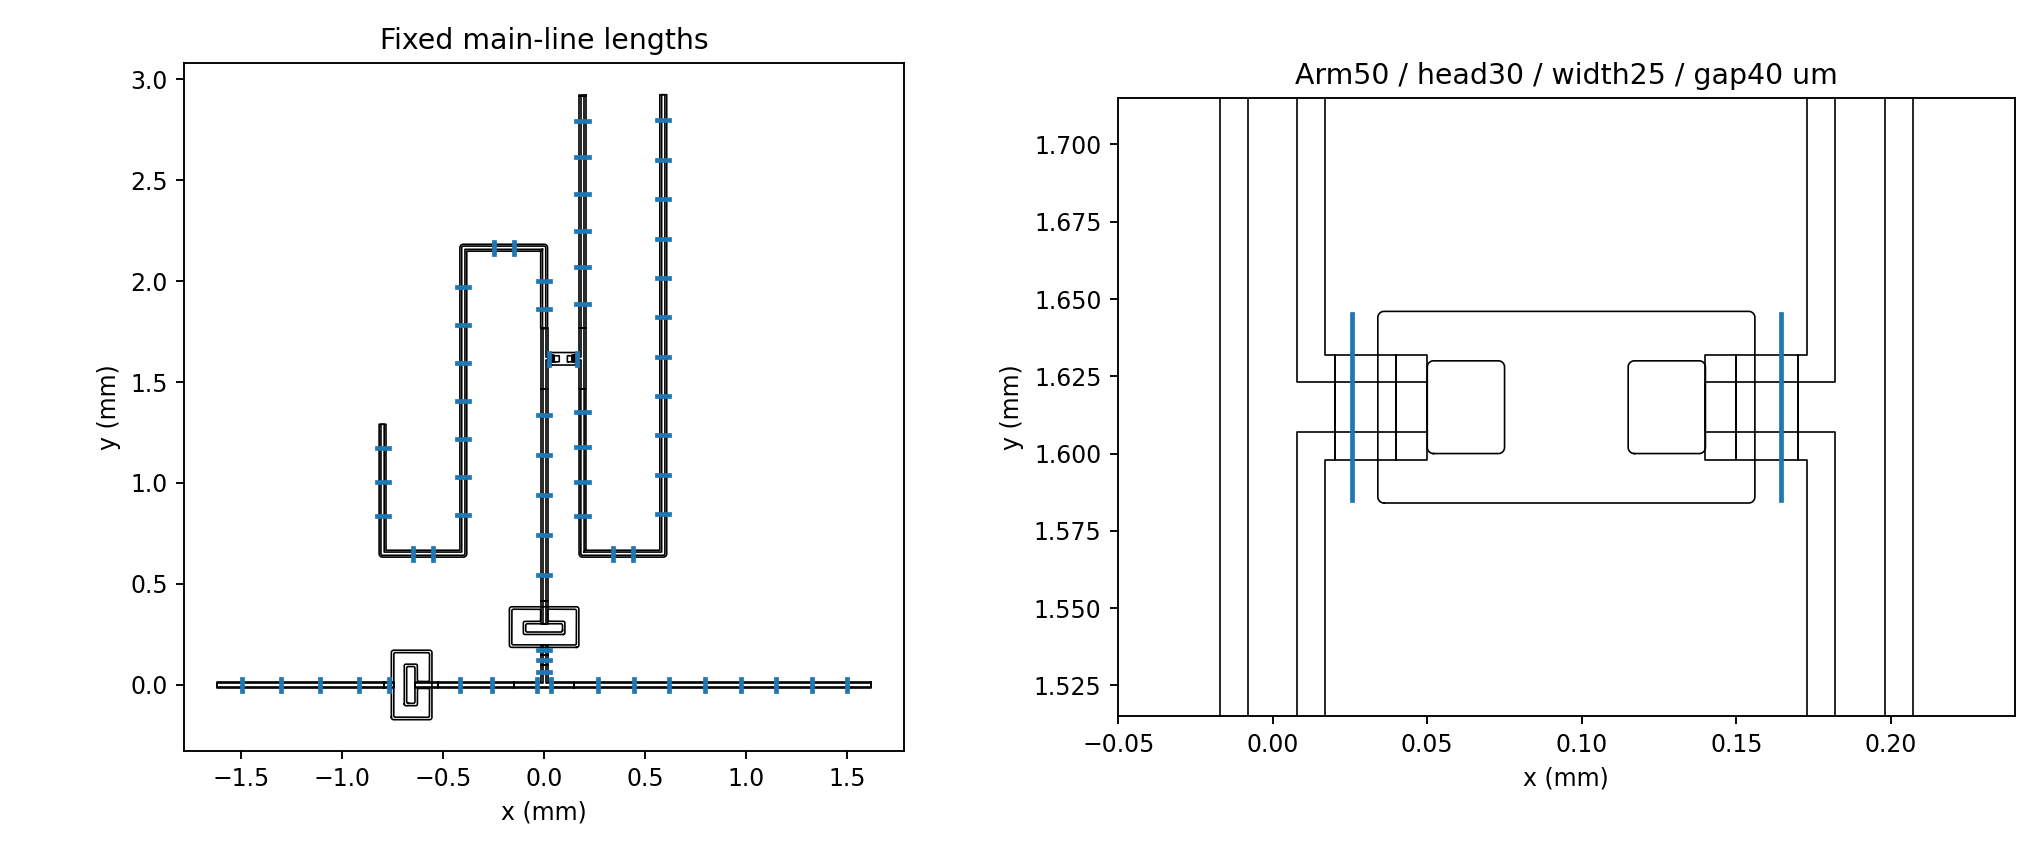 Fixed main-line lengths
y (mm)
3.0
2.5
2.0
1.5
1.0
0.5
0.0
−1.5 −1.0 −0.5 0.0 0.5 1.0 1.5
x (mm)
Arm50 / head30 / width25 / gap40 um
y (mm)
1.700
1.675
1.650
1.625
1.600
1.575
1.550
1.525
−0.05 0.00 0.05 0.10 0.15 0.20
x (mm)